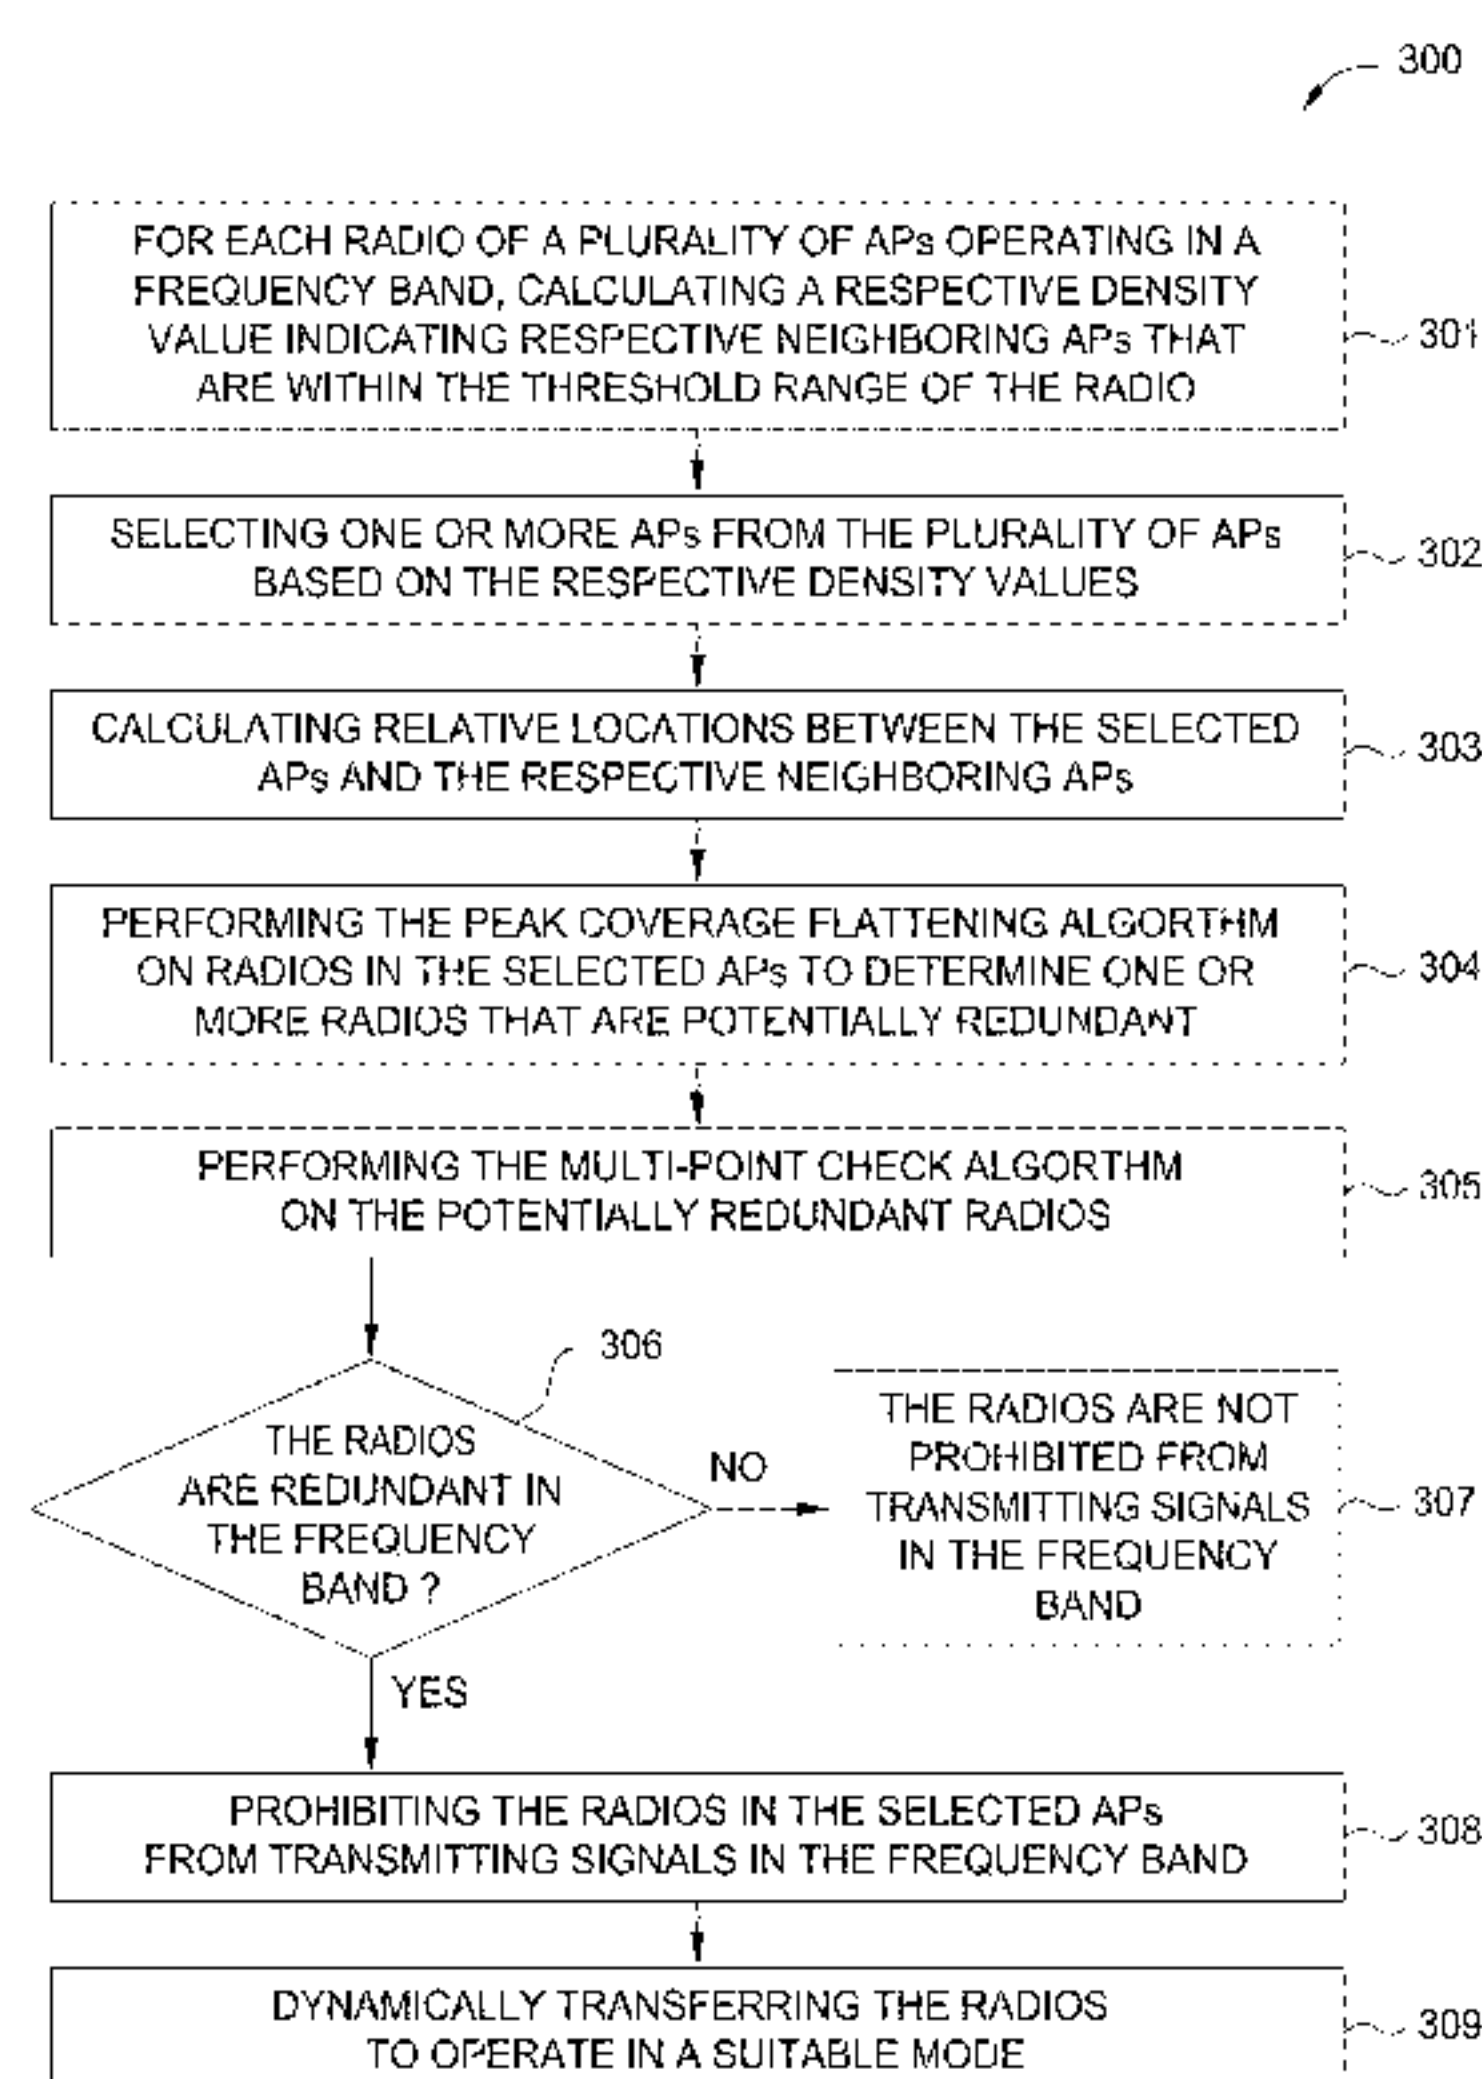 300
FOR EACH RADIO OF A PLURALITY OF APs OPERATING IN A
FREQUENCY BAND, CALCULATING A RESPECTIVE DENSITY
VALUE INDICATING RESPECTIVE NEIGHBORING APs THAT
ARE WITHIN THE THRESHOLD RANGE OF THE RADIO
301
SELECTING ONE OR MORE APs FROM THE PLURALITY OF APs
BASED ON THE RESPECTIVE DENSITY VALUES
302
CALCULATING RELATIVE LOCATIONS BETWEEN THE SELECTED
APs AND THE RESPECTIVE NEIGHBORING APs
303
PERFORMING THE PEAK COVERAGE FLATTENING ALGORTHM
ON RADIOS IN THE SELECTED APs TO DETERMINE ONE OR
MORE RADIOS THAT ARE POTENTIALLY REDUNDANT
304
PERFORMING THE MULTI-POINT CHECK ALGORTHM
ON THE POTENTIALLY REDUNDANT RADIOS
305
306
THE RADIOS
ARE REDUNDANT IN
THE FREQUENCY
BAND ?
NO
THE RADIOS ARE NOT
PROHIBITED FROM
TRANSMITTING SIGNALS
IN THE FREQUENCY
BAND
307
YES
PROHIBITING THE RADIOS IN THE SELECTED APs
FROM TRANSMITTING SIGNALS IN THE FREQUENCY BAND
308
DYNAMICALLY TRANSFERRING THE RADIOS
TO OPERATE IN A SUITABLE MODE
309